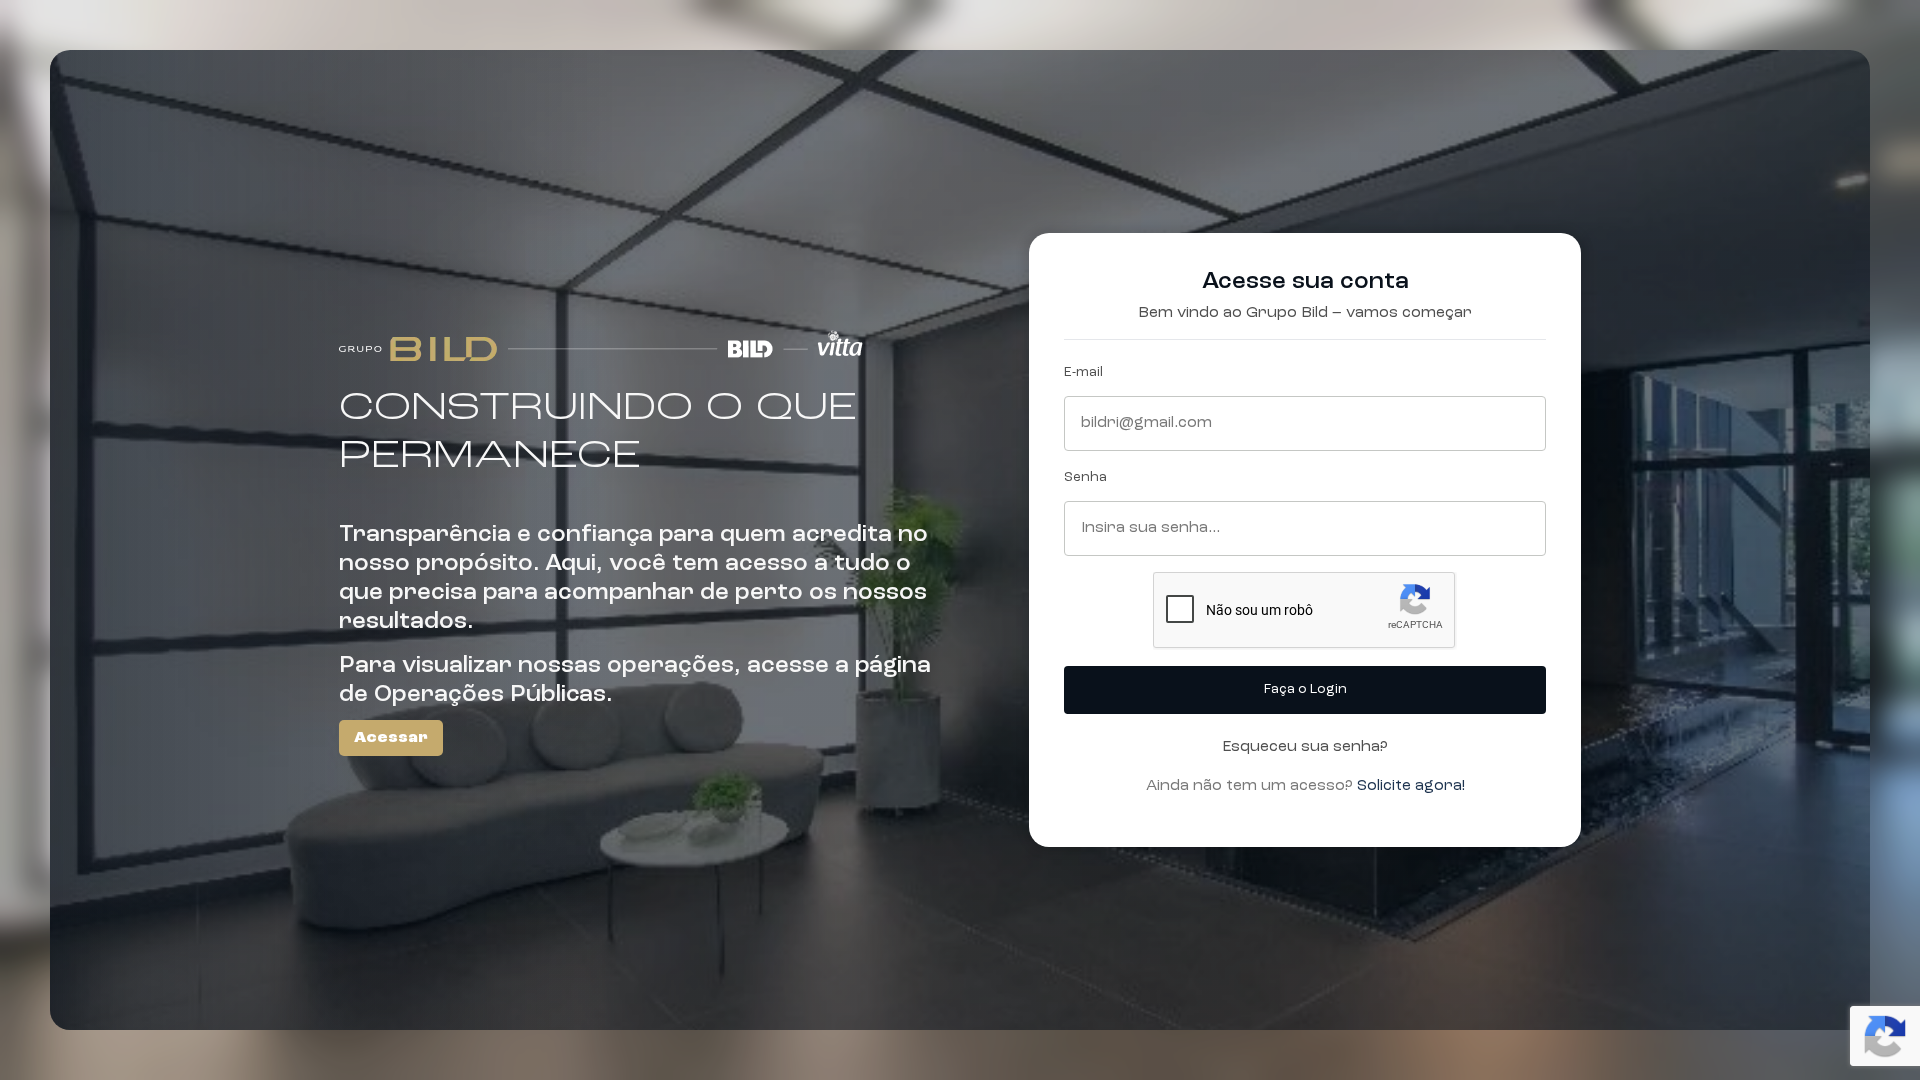 GRUPO BILD BILD vitta
CONSTRUINDO O QUE
PERMANECE
Transparência e confiança para quem acredita no
nosso propósito. Aqui, você tem acesso a tudo o
que precisa para acompanhar de perto os nossos
resultados.
Para visualizar nossas operações, acesse a página
de Operações Públicas.
Acessar
Acesse sua conta
Bem vindo ao Grupo Bild – vamos começar
E-mail
bildri@gmail.com
Senha
Insira sua senha...
Não sou um robô
reCAPTCHA
Faça o Login
Esqueceu sua senha?
Ainda não tem um acesso? Solicite agora!